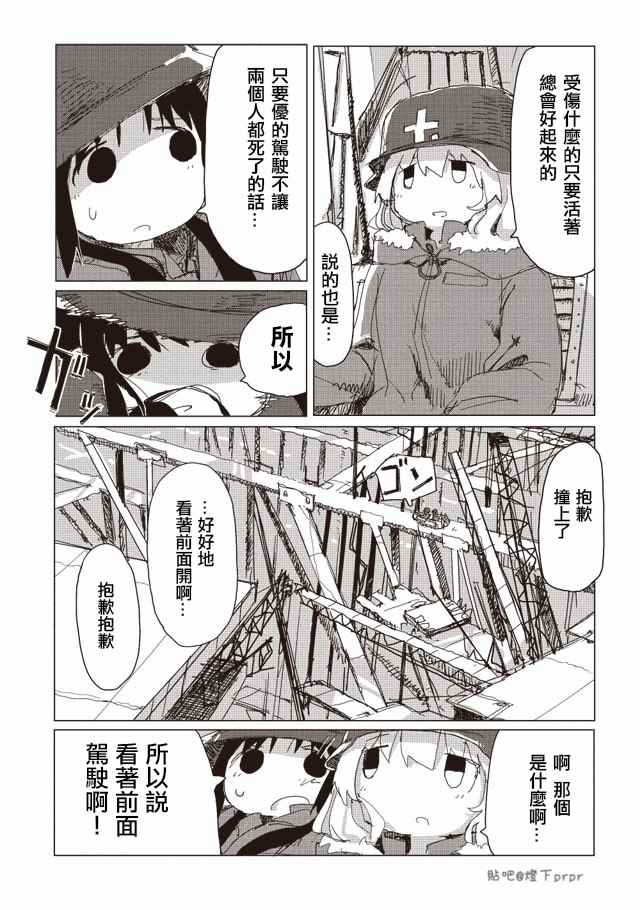 受傷什麼的只要活著
總會好起來的
說的也是…
只要優的駕駛不讓
兩個人都死了的話…
所以
ガガッ
ゴン
抱歉
撞上了
…好好地
看著前面開啊…
抱歉抱歉
啊 那個
是什麼啊…
所以說
看著前面
駕駛啊！
貼吧@燈下prpr